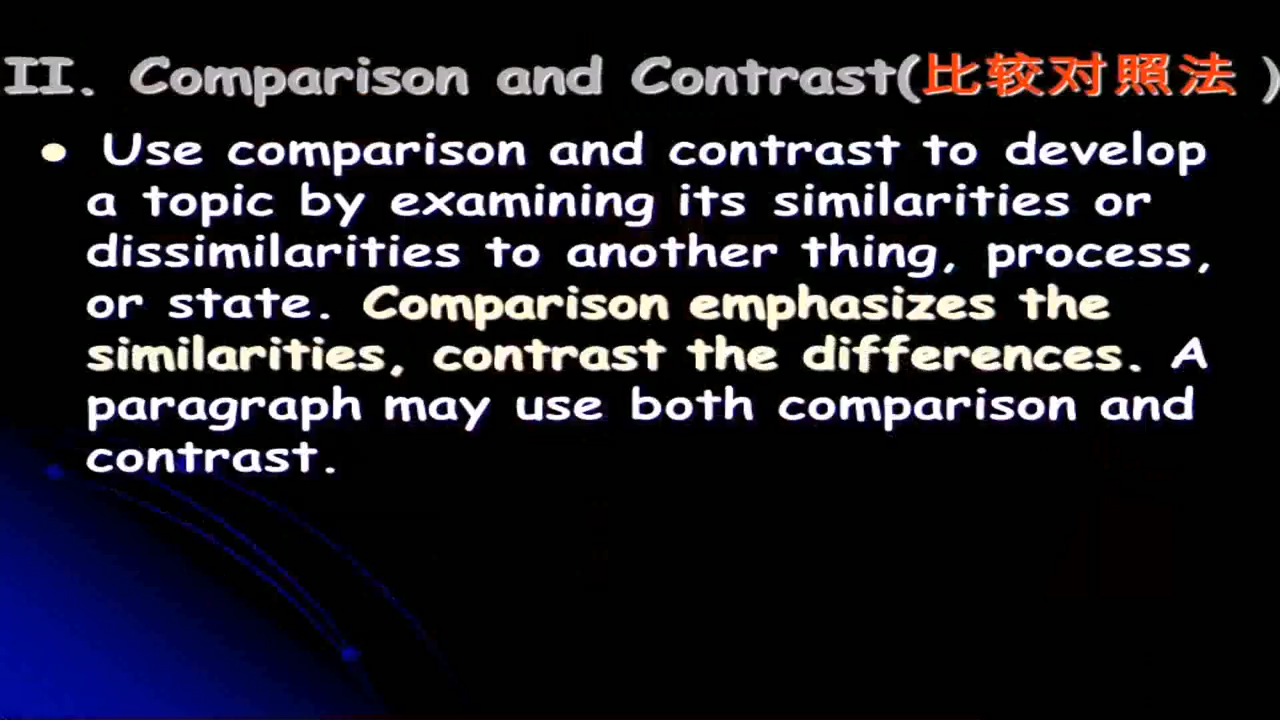 II. Comparison and Contrast(比较对照法 )
● Use comparison and contrast to develop
a topic by examining its similarities or
dissimilarities to another thing, process,
or state. Comparison emphasizes the
similarities, contrast the differences. A
paragraph may use both comparison and
contrast.